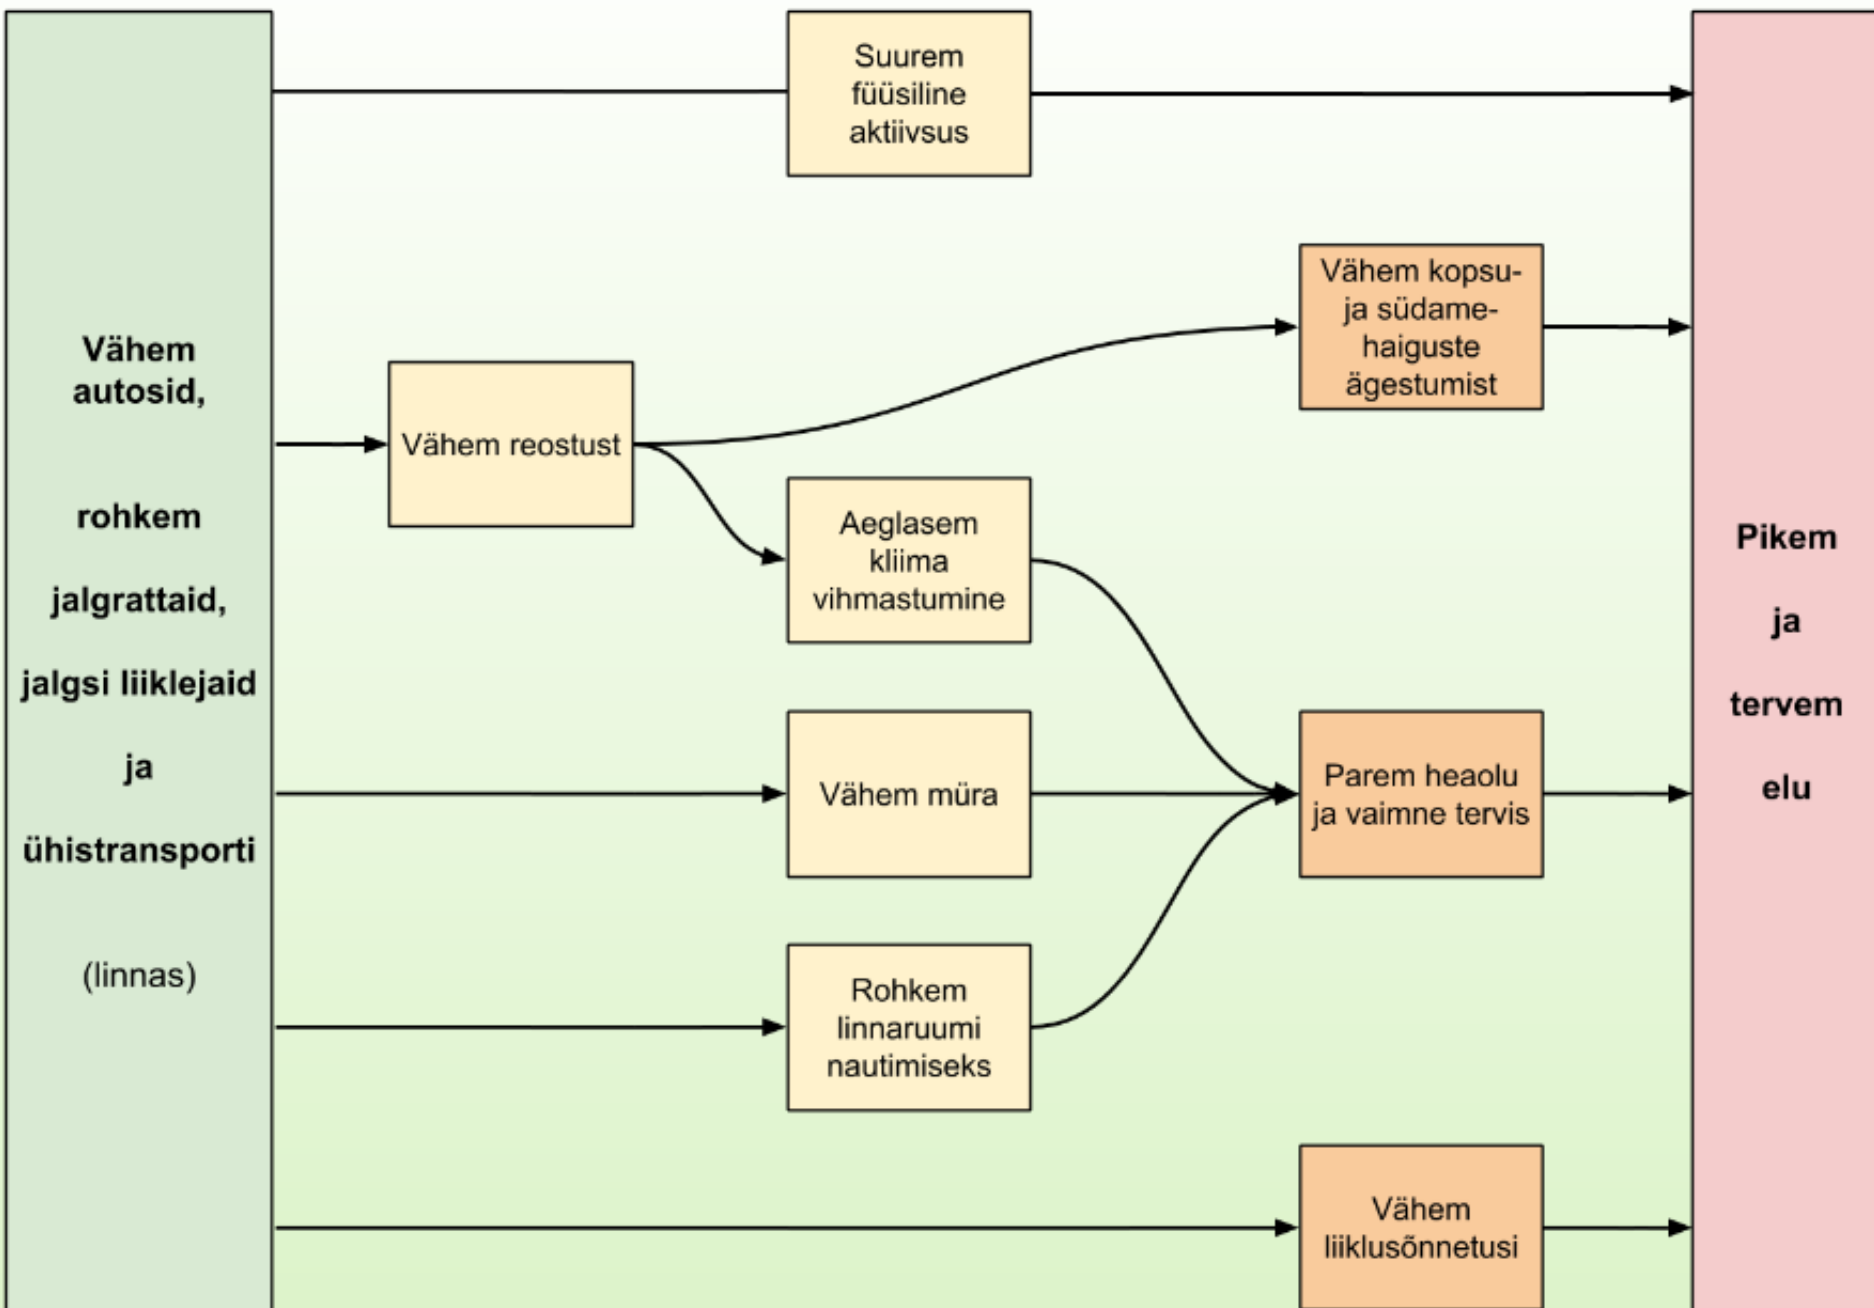 Vähem
autosid,
rohkem
jalgrattaid,
jalgsi liiklejaid
ja
ühistransporti
(linnas)
Suurem
füüsiline
aktiivsus
Vähem reostust
Vähem kopsu-
ja südame-
haiguste
ägestumist
Aeglasem
kliima
vihmastumine
Vähem müra
Parem heaolu
ja vaimne tervis
Rohkem
linnaruumi
nautimiseks
Vähem
liiklusõnnetusi
Pikem
ja
tervem
elu